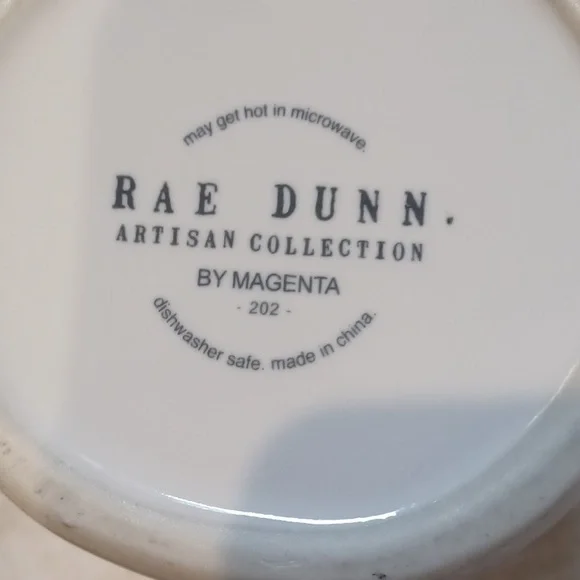 may get hot in microwave.
RAE DUNN.
ARTISAN COLLECTION
BY MAGENTA
- 202 -
dishwasher safe. made in china.